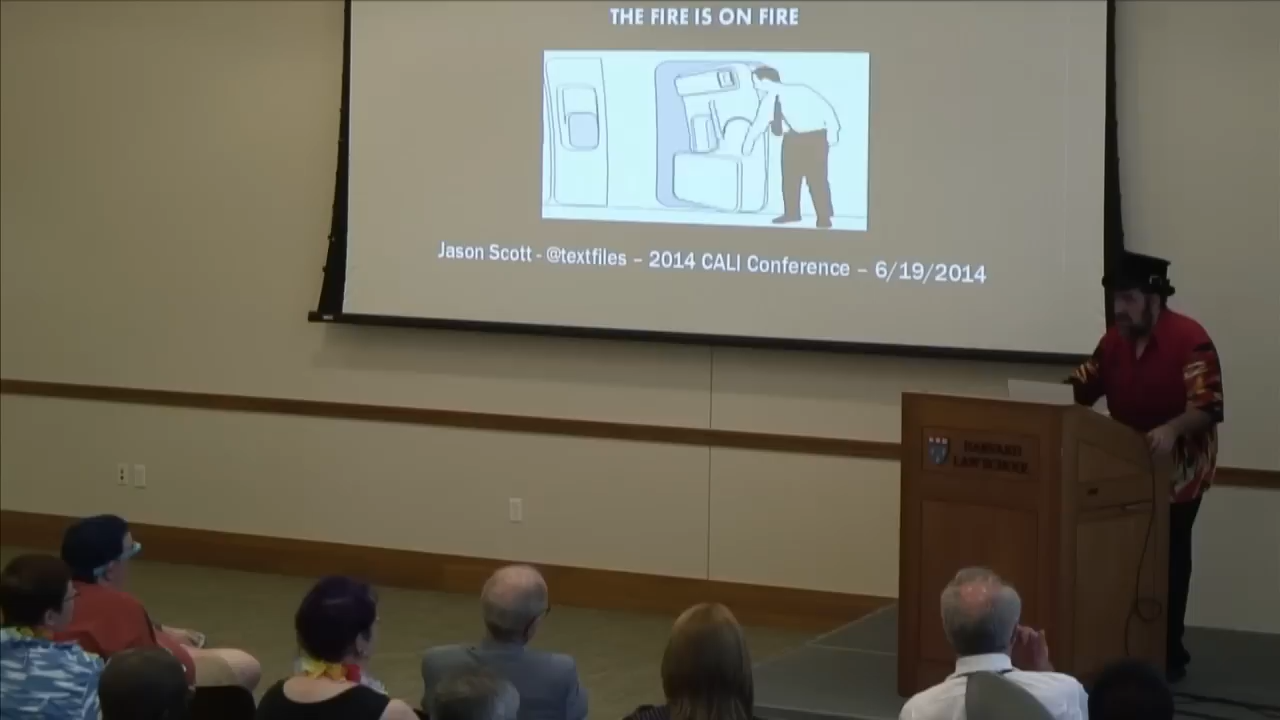 THE FIRE IS ON FIRE
Jason Scott - @textfiles – 2014 CALI Conference – 6/19/2014
HARVARD
LAW SCHOOL